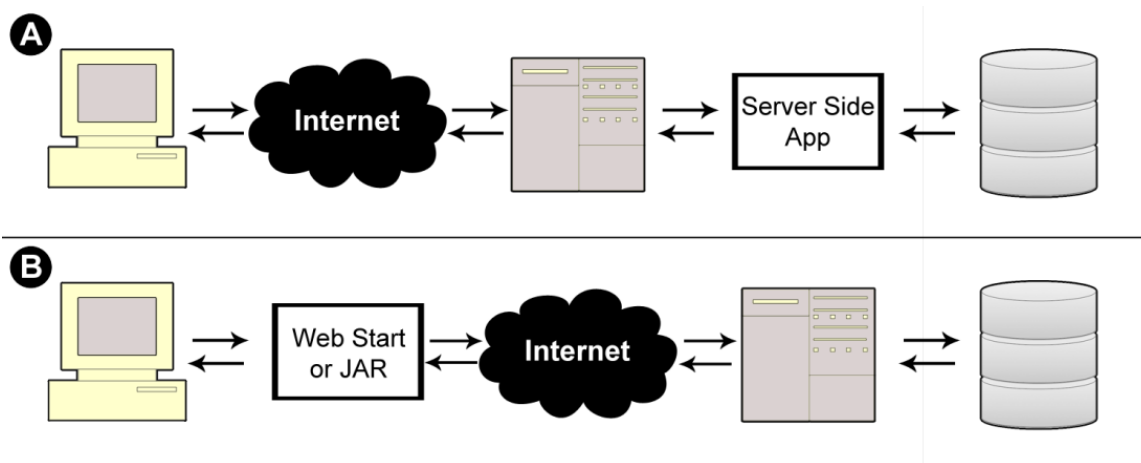 A
Internet
Server Side
App
B
Web Start
or JAR
Internet